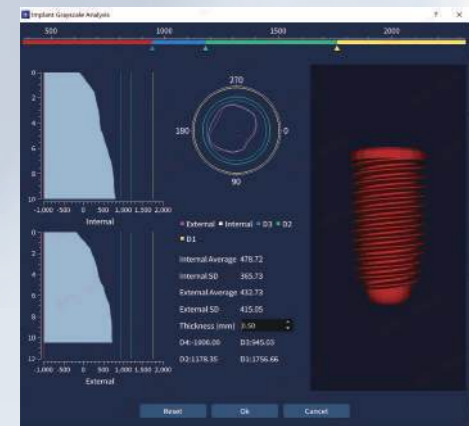 Implant Grayscale Analysis
500 1000 1500 2000
0
2
4
6
8
10
-1,000 -500 0 500 1,000 1,500 2,000
Internal
0
2
4
6
8
10
12
-1,000 -500 0 500 1,000 1,500 2,000
External
270
180 0
90
External Internal D3 D2
D1
Internal Average 478.72
Internal SD 365.73
External Average 432.73
External SD 415.05
Thickness (mm) 0.50
D4:-1000.00 D3:945.03
D2:1178.35 D1:1756.66
Reset Ok Cancel